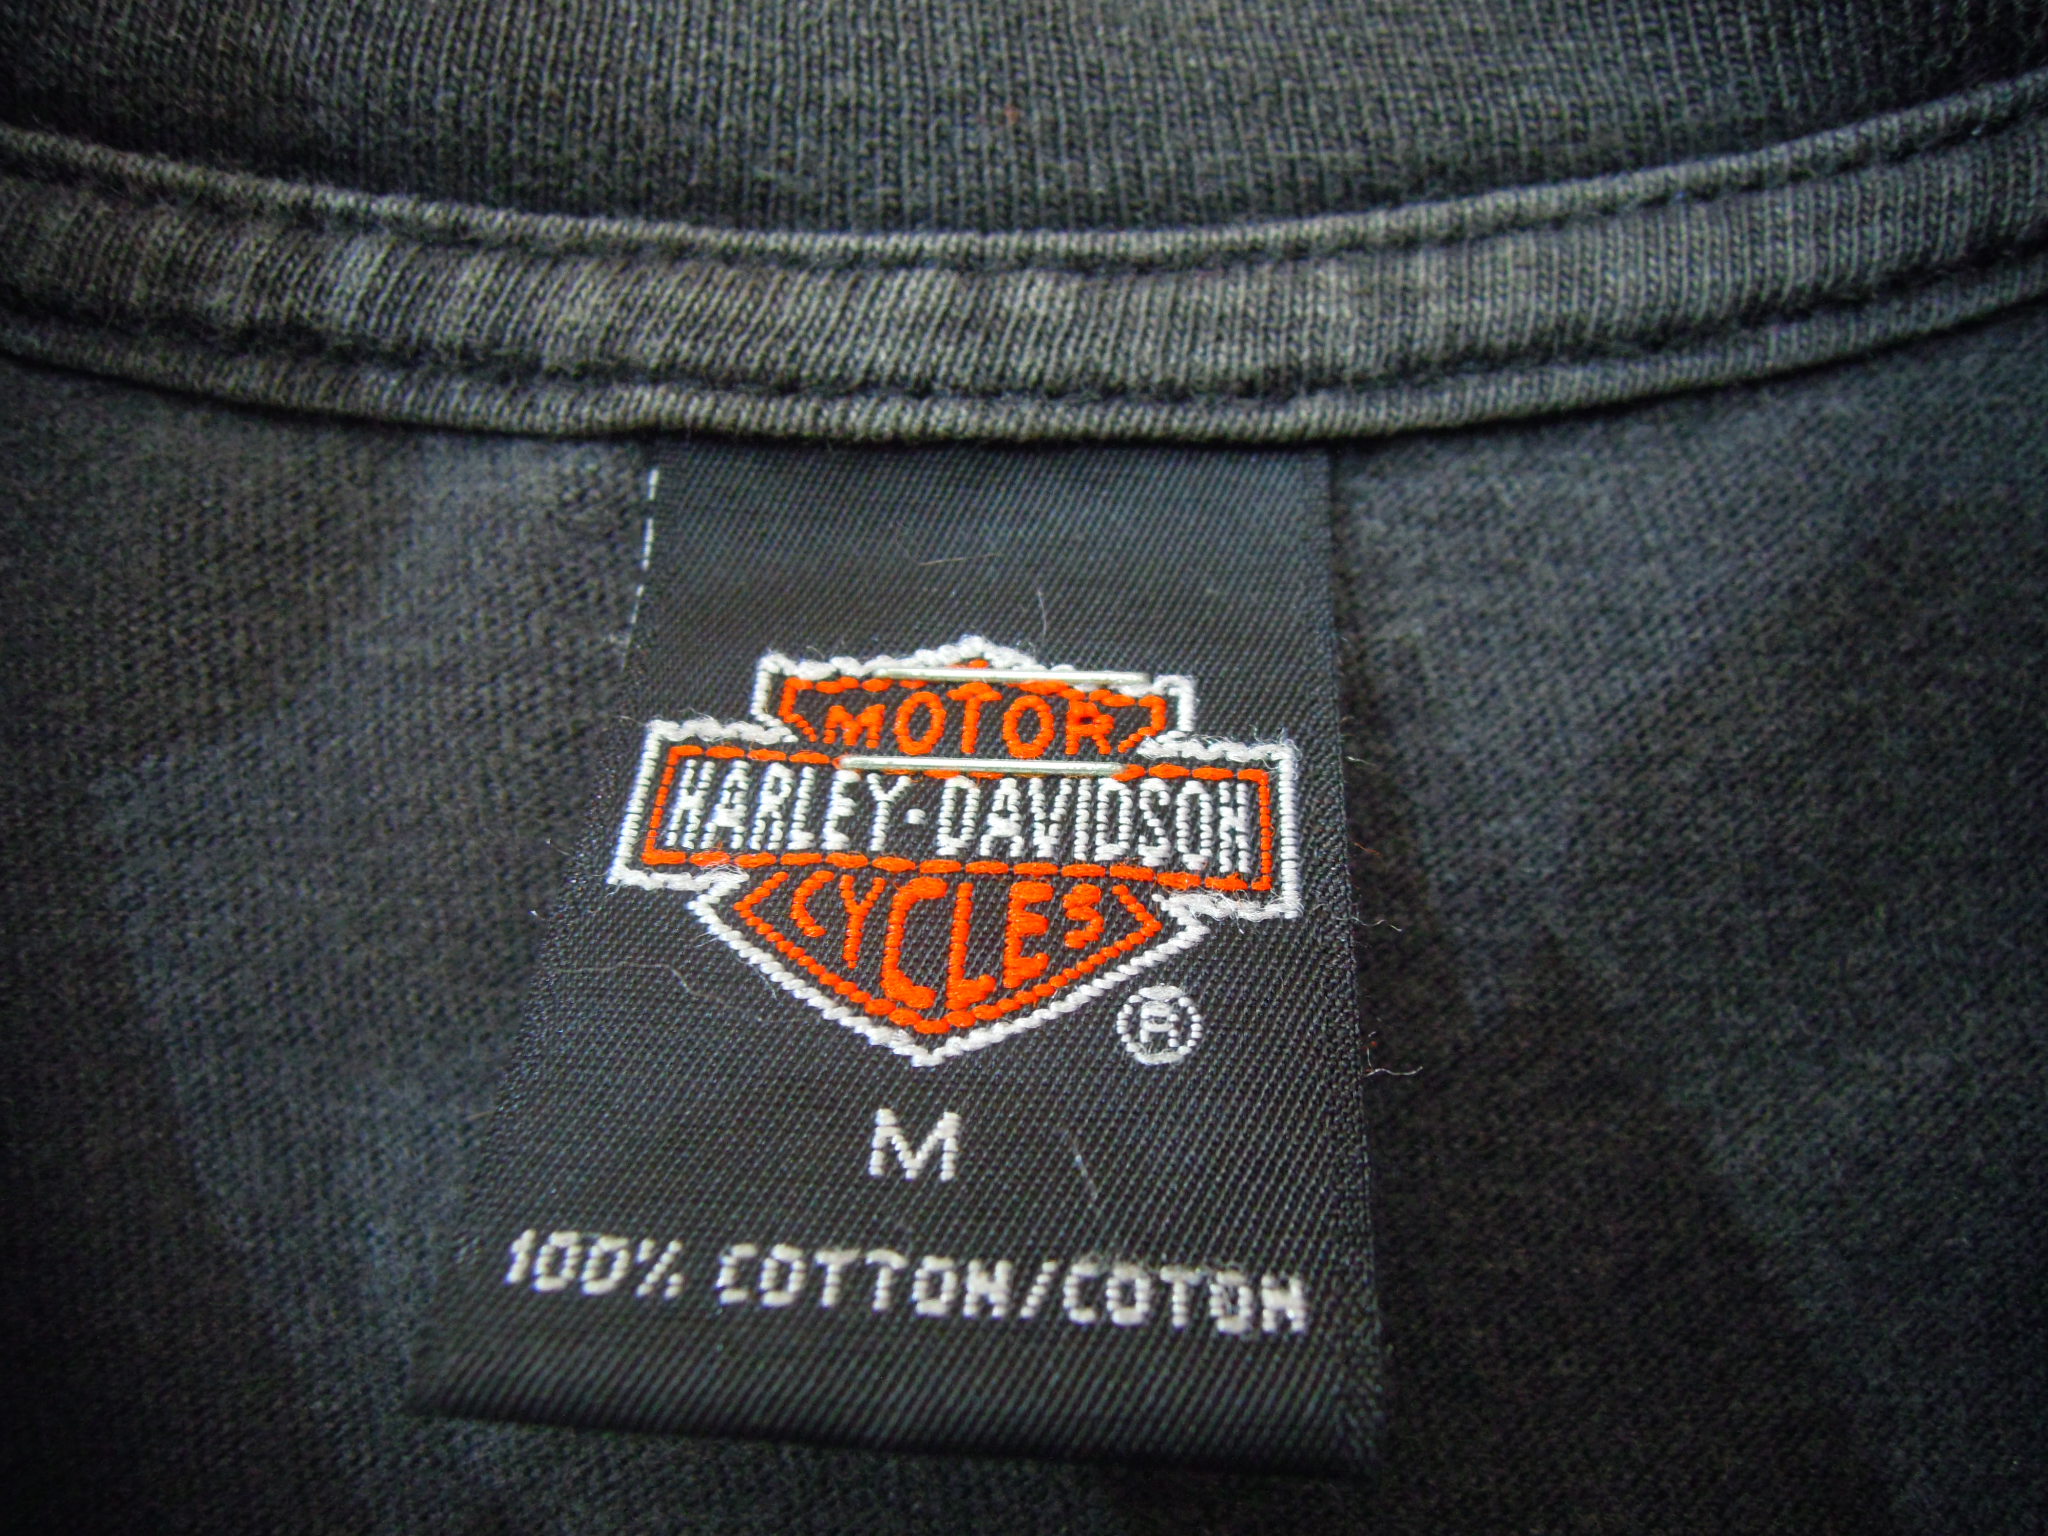 MOTOR
HARLEY-DAVIDSON
CYCLES
®
M
100% COTTON/COTON